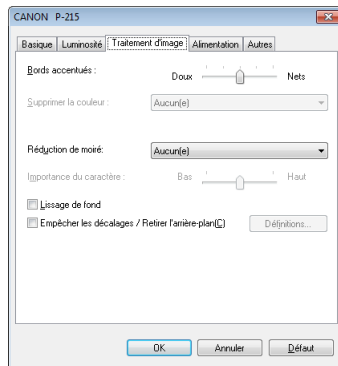 CANON P-215
Basique Luminosité Traitement d'image Alimentation Autres
Bords accentués : Doux Nets
Supprimer la couleur : Aucun(e)
Réduction de moiré: Aucun(e)
Importance du caractère : Bas Haut
Lissage de fond
Empêcher les décalages / Retirer l'arrière-plan(C) Définitions...
OK Annuler Défaut